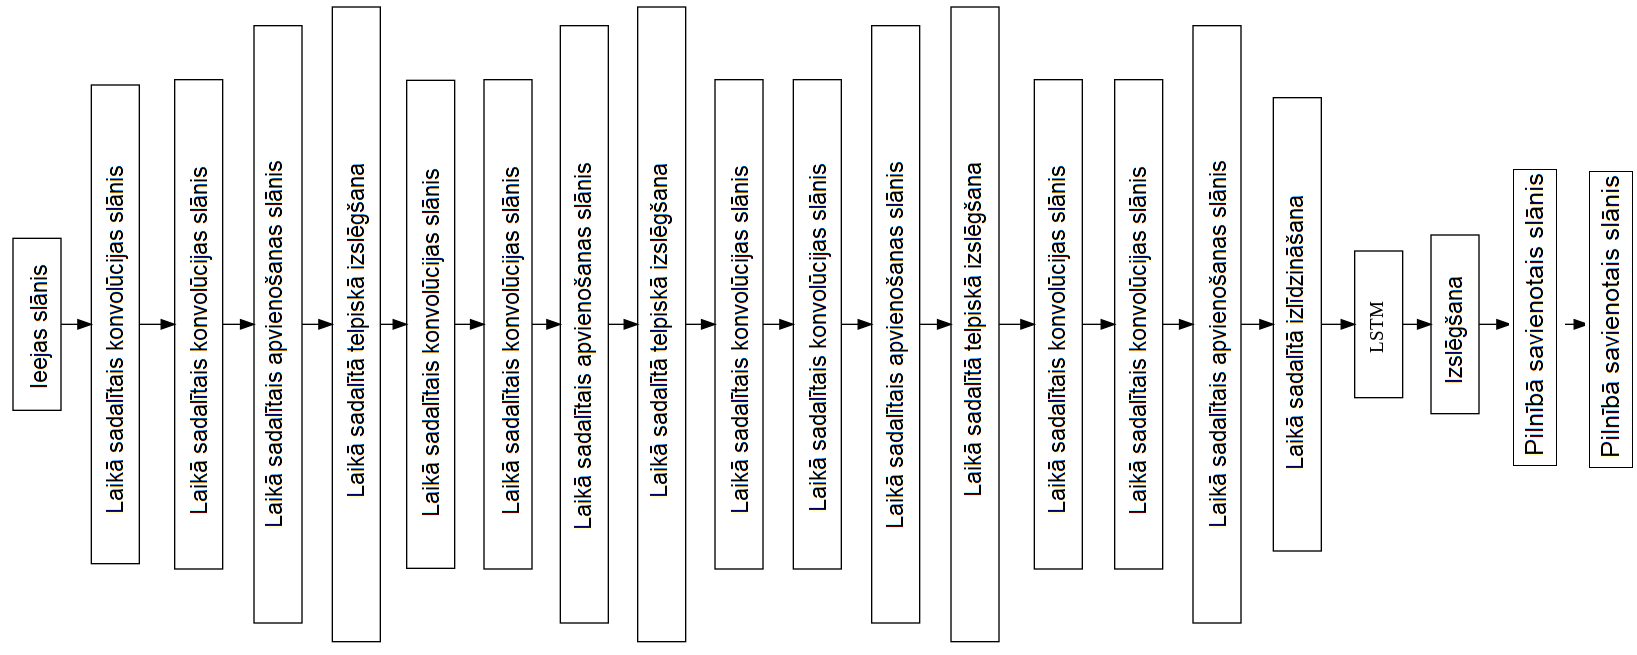 Ieejas slānis
Laikā sadalītais konvolūcijas slānis
Laikā sadalītais konvolūcijas slānis
Laikā sadalītais apvienošanas slānis
Laikā sadalītā telpiskā izslēgšana
Laikā sadalītais konvolūcijas slānis
Laikā sadalītais konvolūcijas slānis
Laikā sadalītais apvienošanas slānis
Laikā sadalītā telpiskā izslēgšana
Laikā sadalītais konvolūcijas slānis
Laikā sadalītais konvolūcijas slānis
Laikā sadalītais apvienošanas slānis
Laikā sadalītā telpiskā izslēgšana
Laikā sadalītais konvolūcijas slānis
Laikā sadalītais konvolūcijas slānis
Laikā sadalītais apvienošanas slānis
Laikā sadalītā izlīdzināšana
LSTM
Izslēgšana
Pilnībā savienotais slānis
Pilnībā savienotais slānis